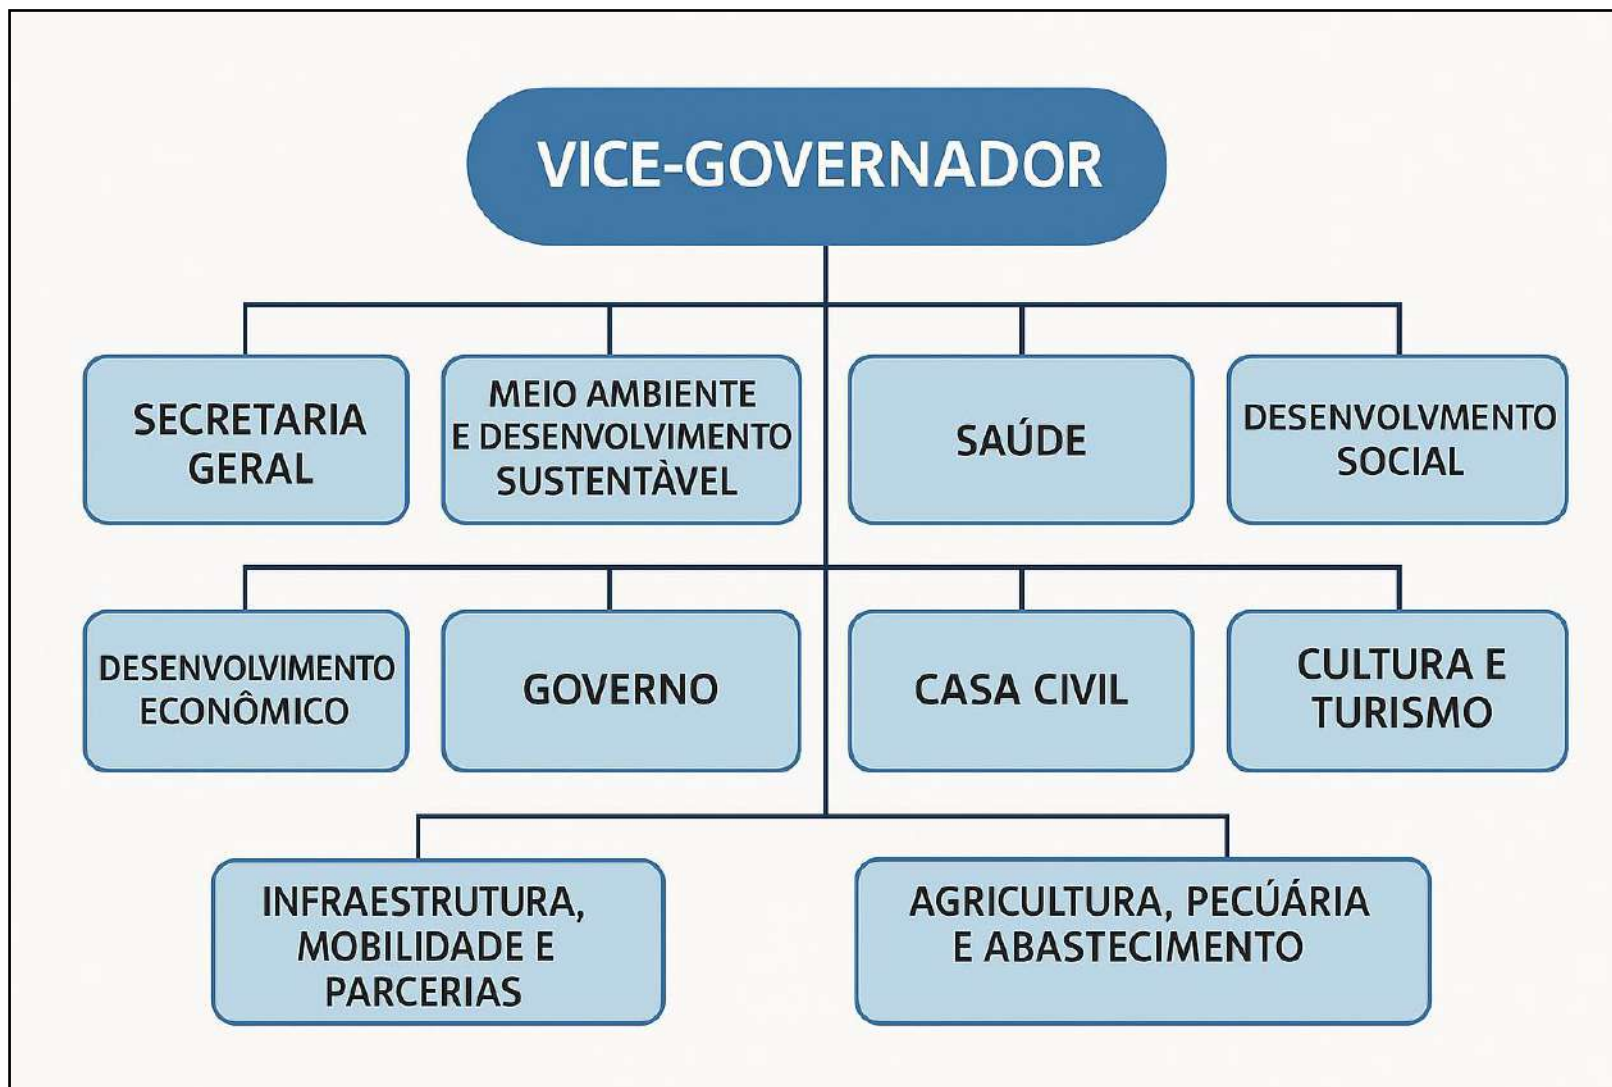 VICE-GOVERNADOR
SECRETARIA
GERAL
MEIO AMBIENTE
E DESENVOLVIMENTO
SUSTENTÀVEL
SAÚDE
DESENVOLVMENTO
SOCIAL
DESENVOLVIMENTO
ECONÔMICO
GOVERNO
CASA CIVIL
CULTURA E
TURISMO
INFRAESTRUTURA,
MOBILIDADE E
PARCERIAS
AGRICULTURA, PECÚÁRIA
E ABASTECIMENTO